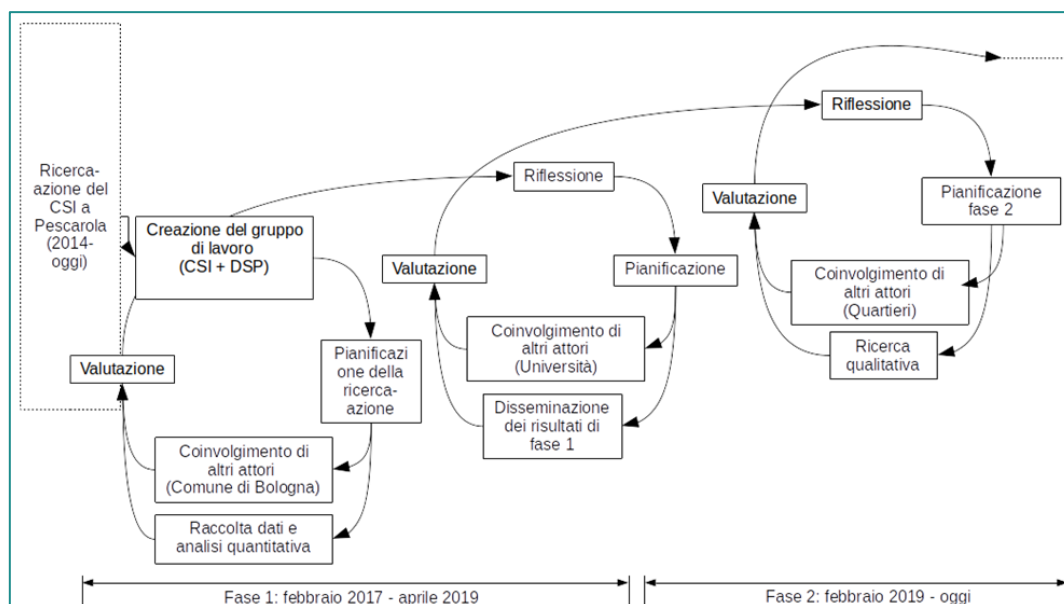 Ricerca-
azione del
CSI a
Pescarola
(2014-
oggi)
Creazione del gruppo
di lavoro
(CSI + DSP)
Valutazione
Pianificazi
one della
ricerca-
azione
Coinvolgimento di
altri attori
(Comune di Bologna)
Raccolta dati e
analisi quantitativa
Riflessione
Valutazione
Pianificazione
Coinvolgimento di
altri attori
(Università)
Disseminazione
dei risultati di
fase 1
Riflessione
Valutazione
Pianificazione
fase 2
Coinvolgimento di
altri attori
(Quartieri)
Ricerca
qualitativa
Fase 1: febbraio 2017 - aprile 2019
Fase 2: febbraio 2019 - oggi